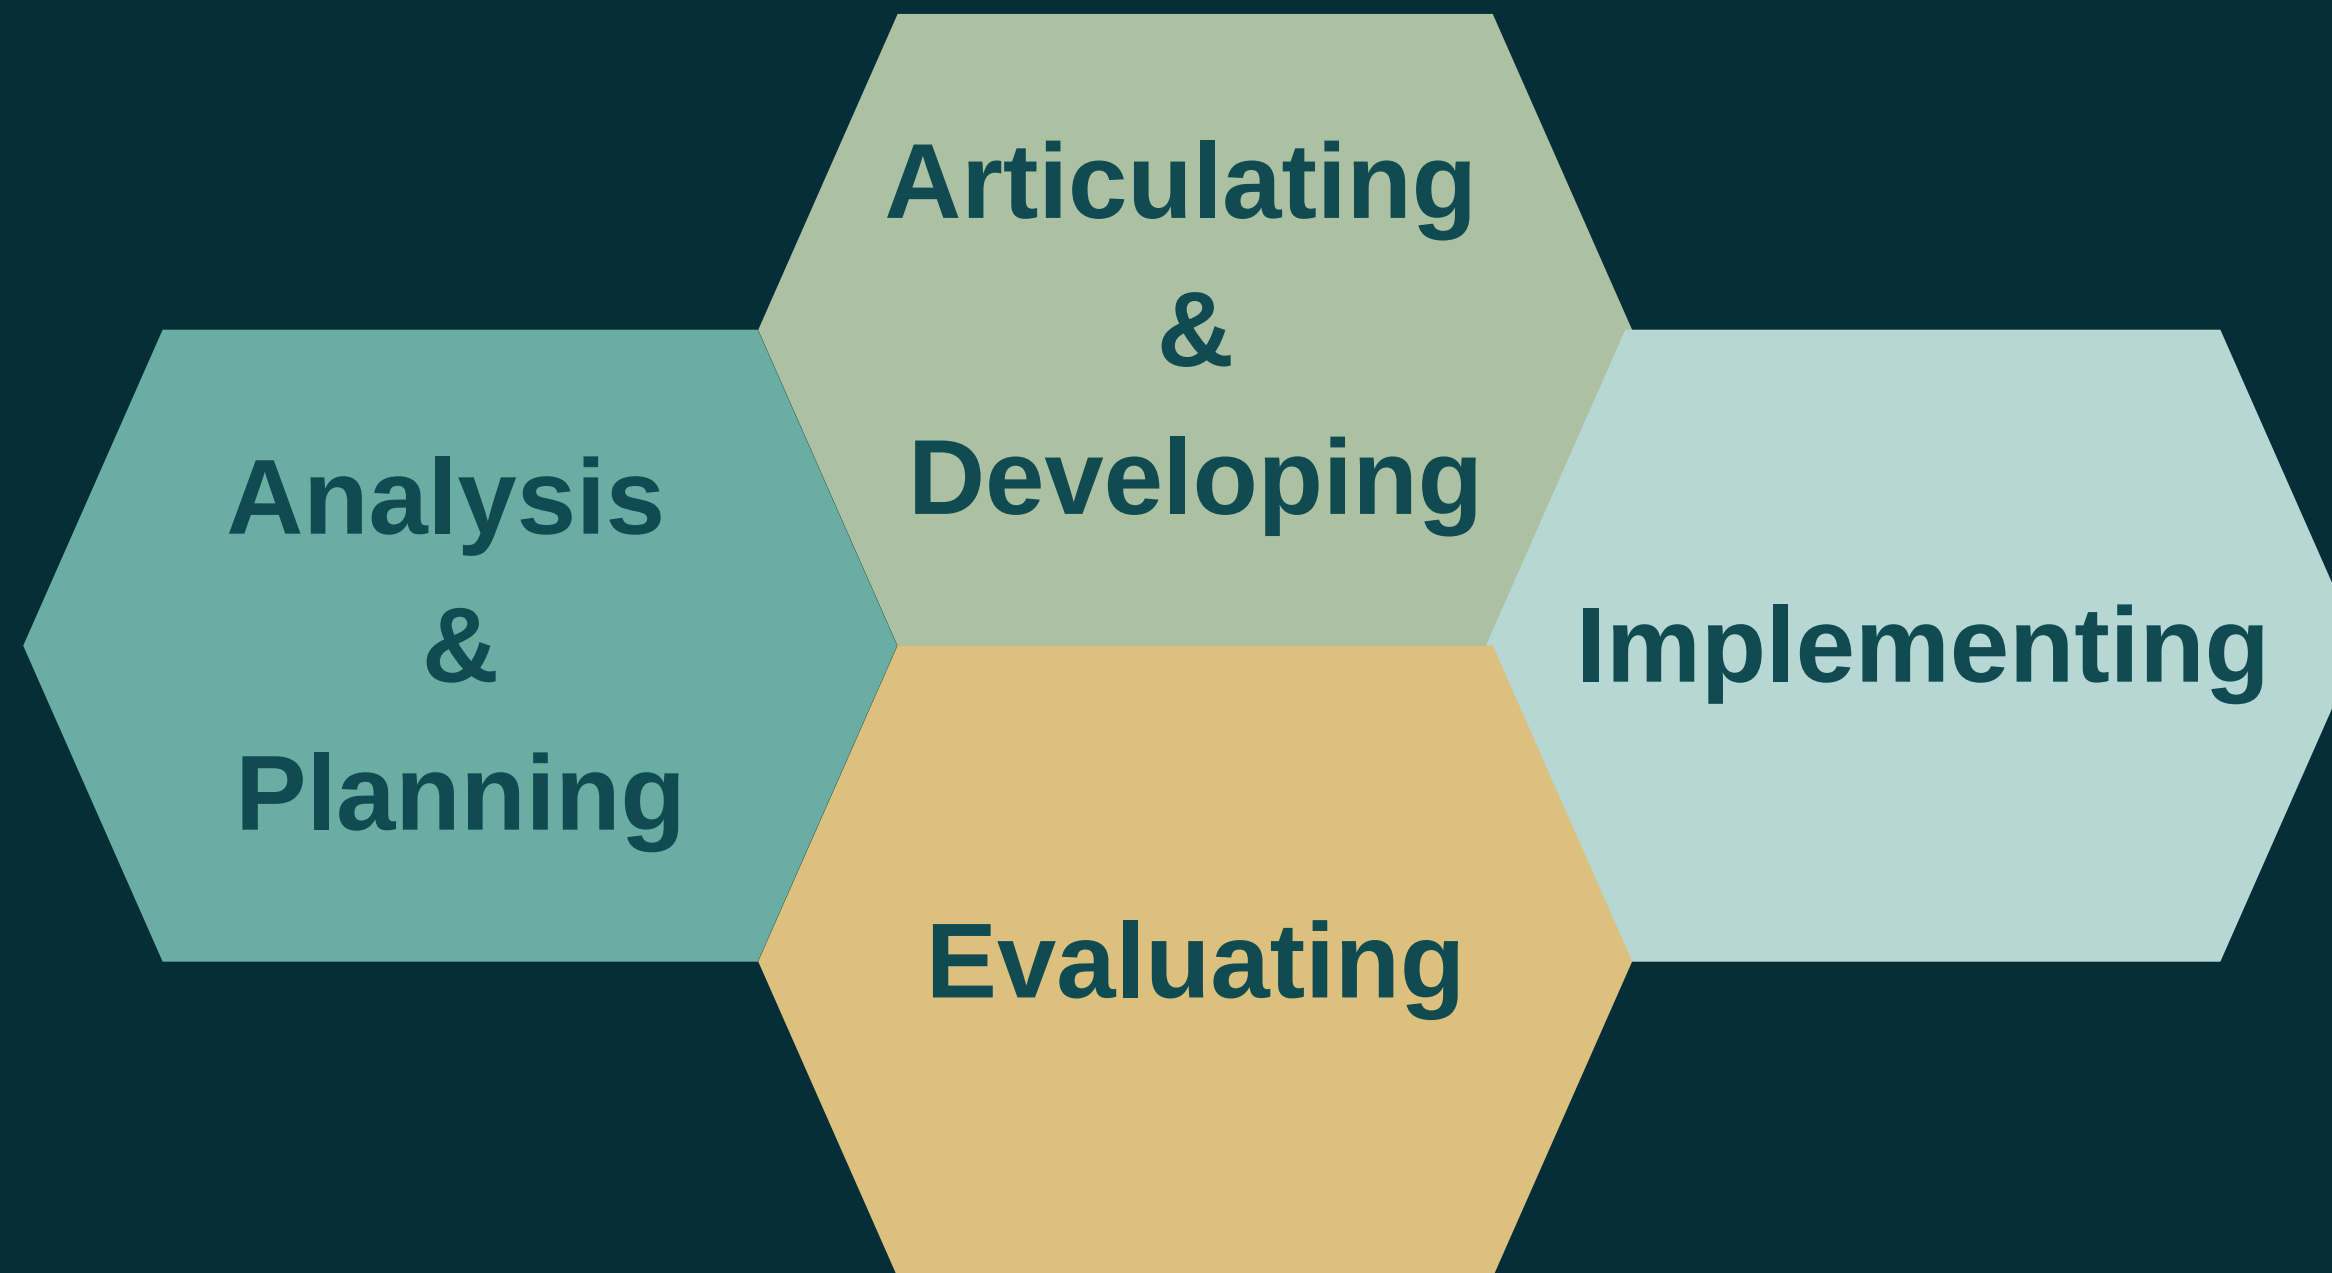 Analysis
&
Planning
Articulating
&
Developing
Implementing
Evaluating